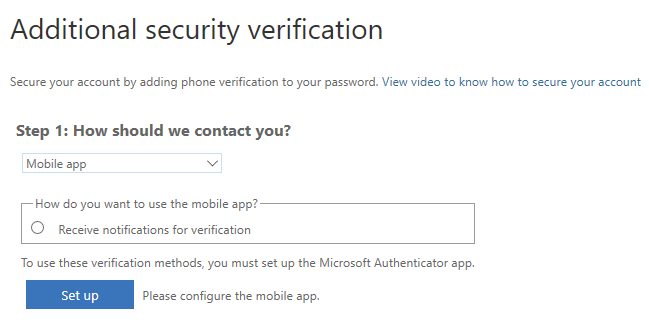 Additional security verification
Secure your account by adding phone verification to your password. View video to know how to secure your account
Step 1: How should we contact you?
Mobile app
How do you want to use the mobile app?
Receive notifications for verification
To use these verification methods, you must set up the Microsoft Authenticator app.
Set up Please configure the mobile app.